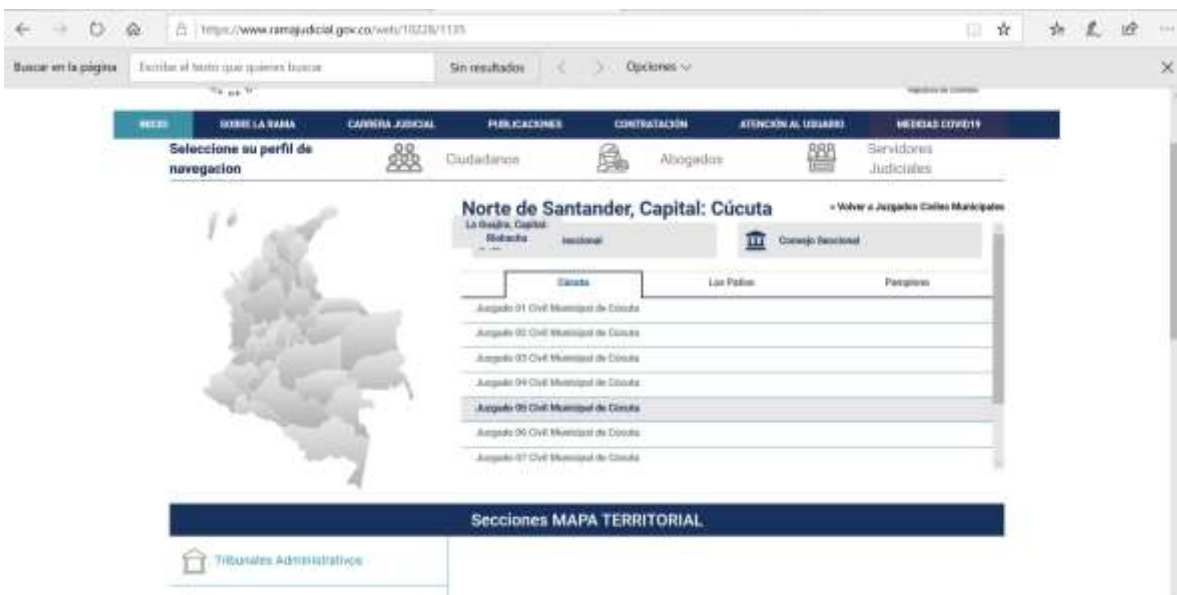 https://www.ramajudicial.gov.co/web/10228/1135
Buscar en la página
Escribe el texto que quieres buscar
Sin resultados
Opciones
República de Colombia
INICIO
SOBRE LA RAMA
CARRERA JUDICIAL
PUBLICACIONES
CONTRATACIÓN
ATENCIÓN AL USUARIO
MEDIDAS COVID19
Seleccione su perfil de
navegacion
Ciudadanos
Abogados
Servidores
Judiciales
Norte de Santander, Capital: Cúcuta
« Volver a Juzgados Civiles Municipales
La Guajira, Capital:
Riohacha
seccional
Consejo Seccional
Cúcuta
Los Patios
Pamplona
Juzgado 01 Civil Municipal de Cúcuta
Juzgado 02 Civil Municipal de Cúcuta
Juzgado 03 Civil Municipal de Cúcuta
Juzgado 04 Civil Municipal de Cúcuta
Juzgado 05 Civil Municipal de Cúcuta
Juzgado 06 Civil Municipal de Cúcuta
Juzgado 07 Civil Municipal de Cúcuta
Secciones MAPA TERRITORIAL
Tribunales Administrativos